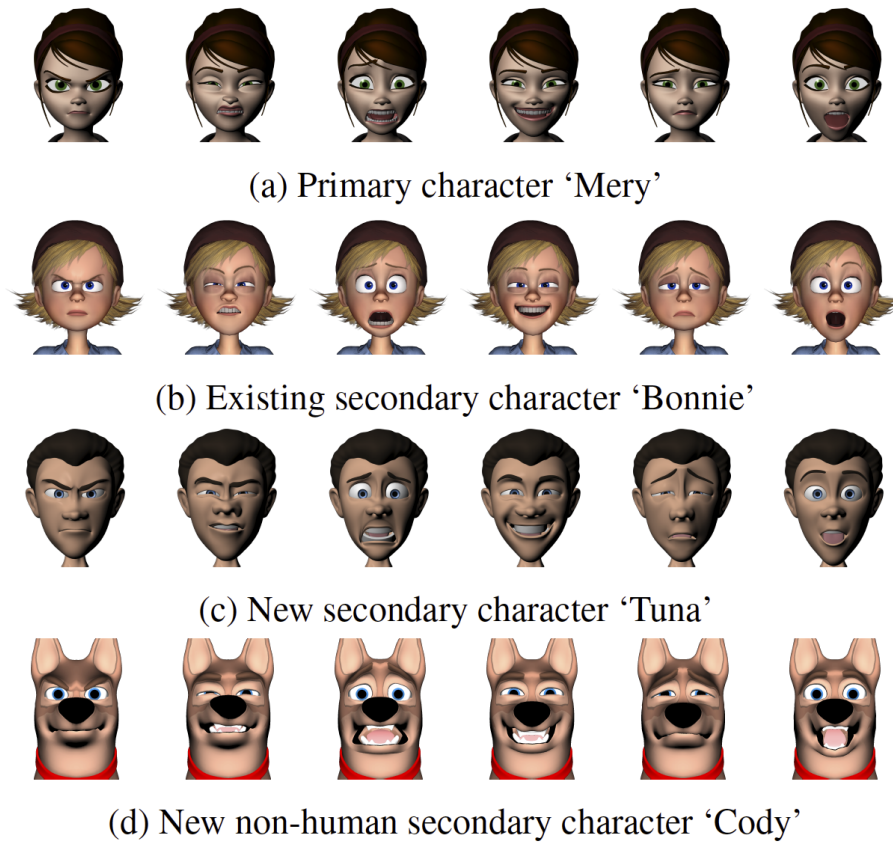 (a) Primary character ‘Mery’
(b) Existing secondary character ‘Bonnie’
(c) New secondary character ‘Tuna’
(d) New non-human secondary character ‘Cody’